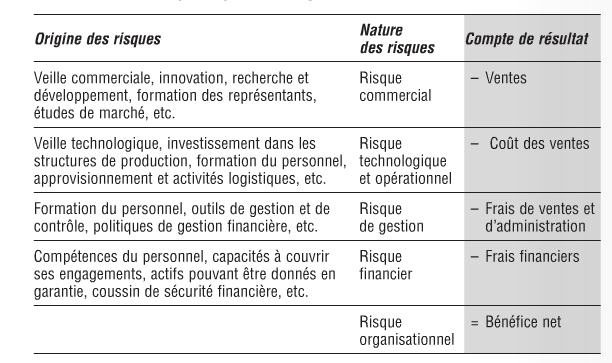 Origine des risques
Nature
des risques
Compte de résultat
Veille commerciale, innovation, recherche et
développement, formation des représentants,
études de marché, etc.
Risque
commercial
– Ventes
Veille technologique, investissement dans les
structures de production, formation du personnel,
approvisionnement et activités logistiques, etc.
Risque
technologique
et opérationnel
– Coût des ventes
Formation du personnel, outils de gestion et de
contrôle, politiques de gestion financière, etc.
Risque
de gestion
– Frais de ventes et
d’administration
Compétences du personnel, capacités à couvrir
ses engagements, actifs pouvant être donnés en
garantie, coussin de sécurité financière, etc.
Risque
financier
– Frais financiers
Risque
organisationnel
= Bénéfice net